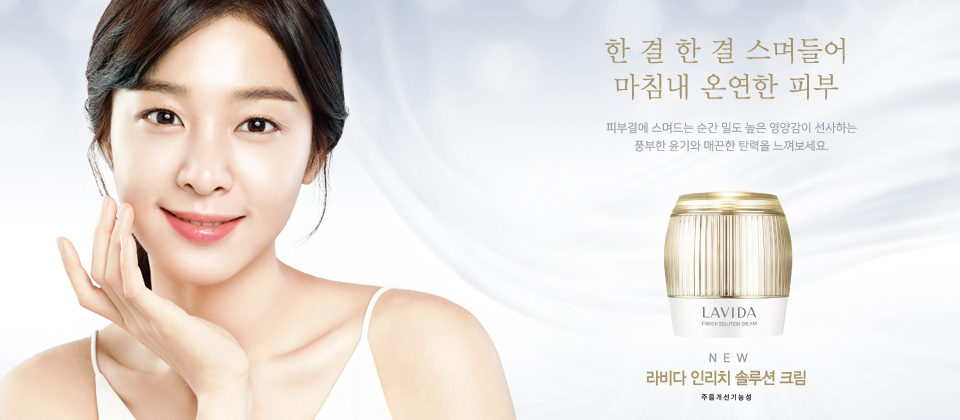 한 결 한 결 스며들어
마침내 온연한 피부
피부결에 스며드는 순간 밀도 높은 영양감이 선사하는
풍부한 윤기와 매끈한 탄력을 느껴보세요.
LAVIDA
ENRICH SOLUTION CREAM
NEW
라비다 인리치 솔루션 크림
주름개선기능성